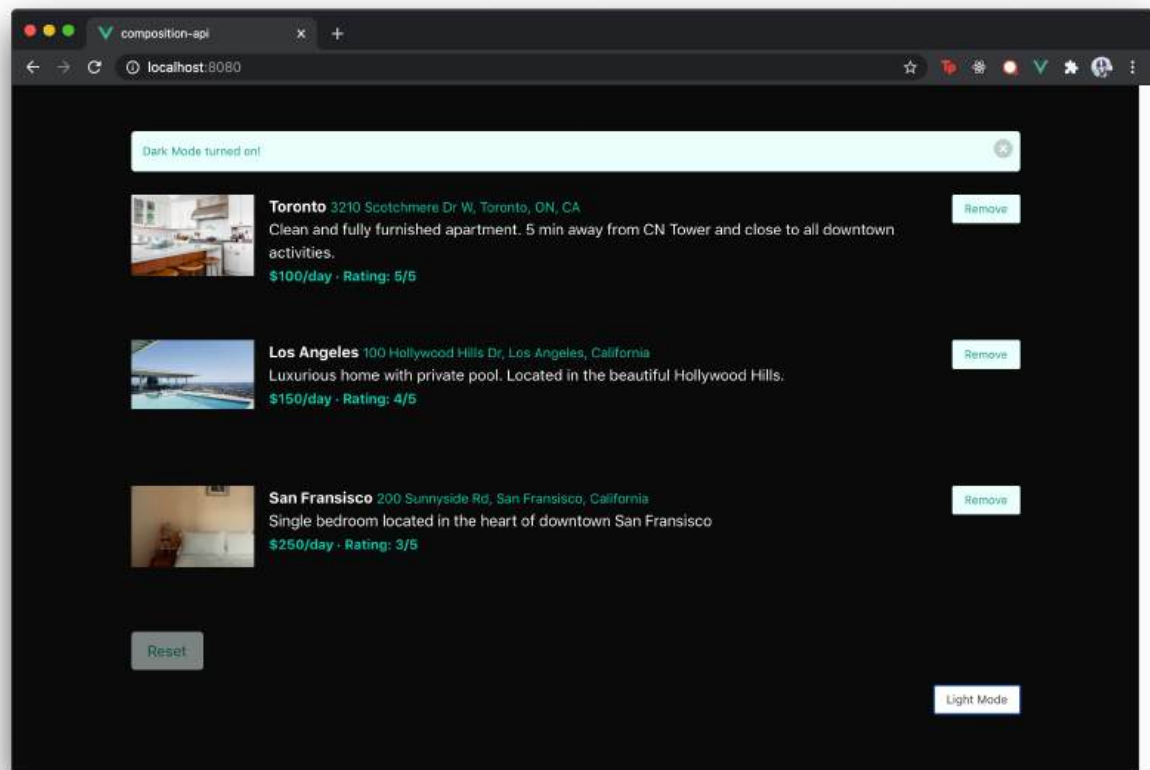 composition-api
localhost:8080
Tp
Dark Mode turned on!
Toronto 3210 Scotchmere Dr W, Toronto, ON, CA
Remove
Clean and fully furnished apartment. 5 min away from CN Tower and close to all downtown
activities.
$100/day · Rating: 5/5
Los Angeles 100 Hollywood Hills Dr, Los Angeles, California
Remove
Luxurious home with private pool. Located in the beautiful Hollywood Hills.
$150/day · Rating: 4/5
San Fransisco 200 Sunnyside Rd, San Fransisco, California
Remove
Single bedroom located in the heart of downtown San Fransisco
$250/day · Rating: 3/5
Reset
Light Mode